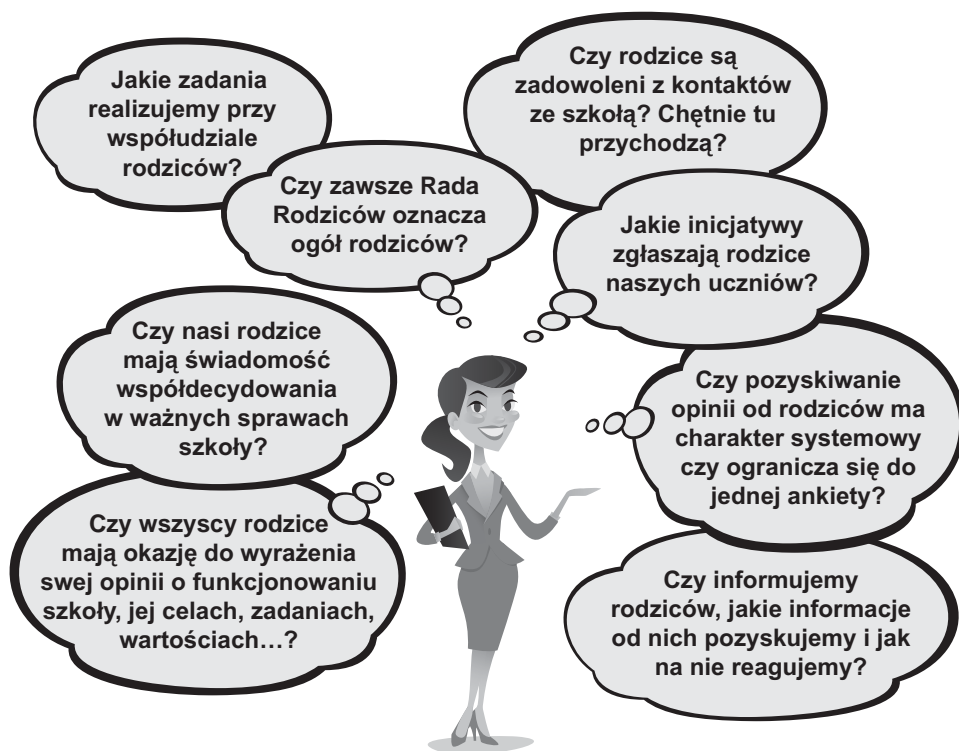 Jakie zadania
realizujemy przy
współudziale
rodziców?
Czy rodzice są
zadowoleni z kontaktów
ze szkołą? Chętnie tu
przychodzą?
Czy zawsze Rada
Rodziców oznacza
ogół rodziców?
Jakie inicjatywy
zgłaszają rodzice
naszych uczniów?
Czy nasi rodzice
mają świadomość
współdecydowania
w ważnych sprawach
szkoły?
Czy pozyskiwanie
opinii od rodziców ma
charakter systemowy
czy ogranicza się do
jednej ankiety?
Czy wszyscy rodzice
mają okazję do wyrażenia
swej opinii o funkcjonowaniu
szkoły, jej celach, zadaniach,
wartościach…?
Czy informujemy
rodziców, jakie informacje
od nich pozyskujemy i jak
na nie reagujemy?